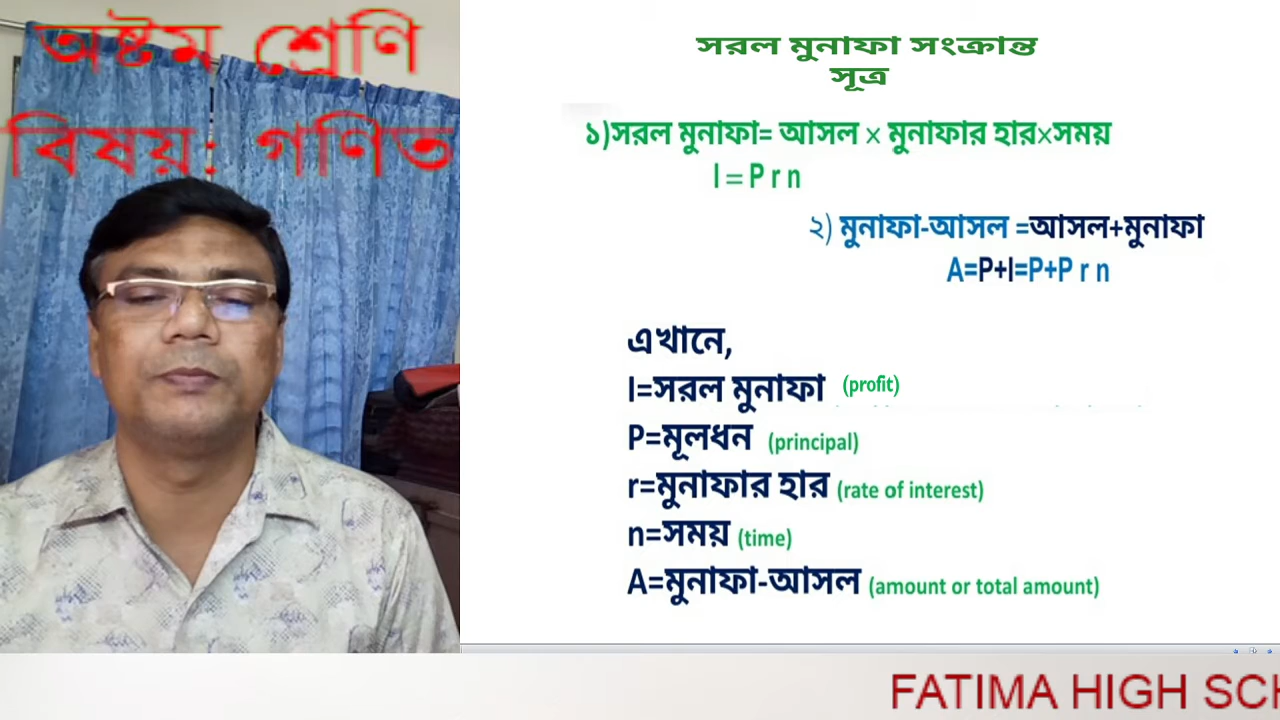 অষ্টম শ্রেণি
বিষয়: গণিত
সরল মুনাফা সংক্রান্ত
সূত্র
১)সরল মুনাফা= আসল × মুনাফার হার×সময়
I = P r n
২) মুনাফা-আসল =আসল+মুনাফা
A=P+I=P+P r n
এখানে,
I=সরল মুনাফা (profit)
P=মূলধন (principal)
r=মুনাফার হার (rate of interest)
n=সময় (time)
A=মুনাফা-আসল (amount or total amount)
FATIMA HIGH